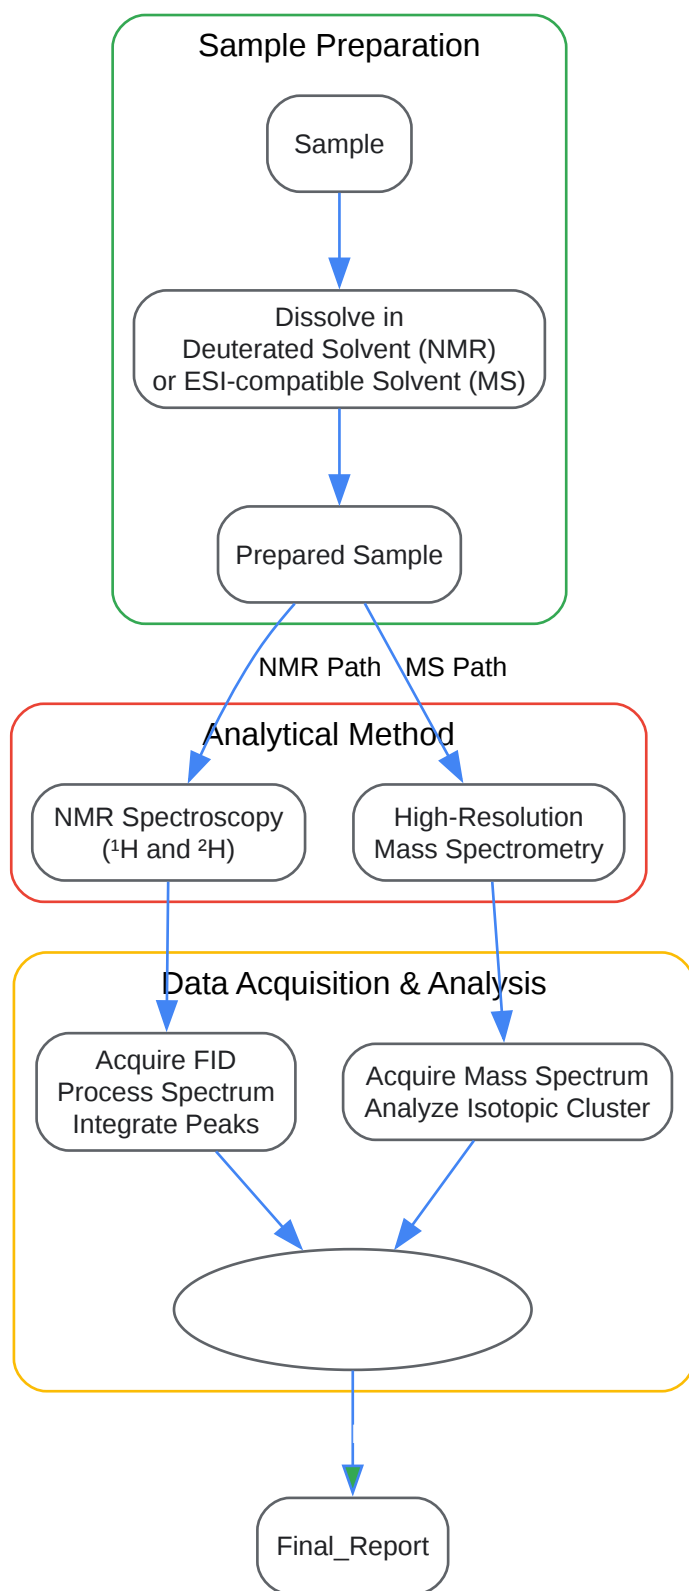 Sample Preparation
Sample
Dissolve in
Deuterated Solvent (NMR)
or ESI-compatible Solvent (MS)
Prepared Sample
NMR Path
MS Path
Analytical Method
NMR Spectroscopy
(¹H and ²H)
High-Resolution
Mass Spectrometry
Data Acquisition & Analysis
Acquire FID
Process Spectrum
Integrate Peaks
Acquire Mass Spectrum
Analyze Isotopic Cluster
Final_Report